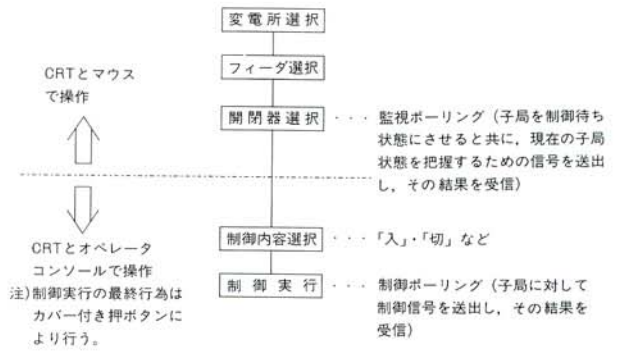 変電所選択
フィーダ選択
CRTとマウス
で操作
開閉器選択・・・監視ポーリング（子局を制御待ち
状態にさせると共に，現在の子局
状態を把握するための信号を送出
し，その結果を受信）
CRTとオペレータ
コンソールで操作
注）制御実行の最終行為は
カバー付き押ボタンに
より行う。
制御内容選択・・・「入」・「切」など
制御実行・・・制御ポーリング（子局に対して
制御信号を送出し，その結果を
受信）